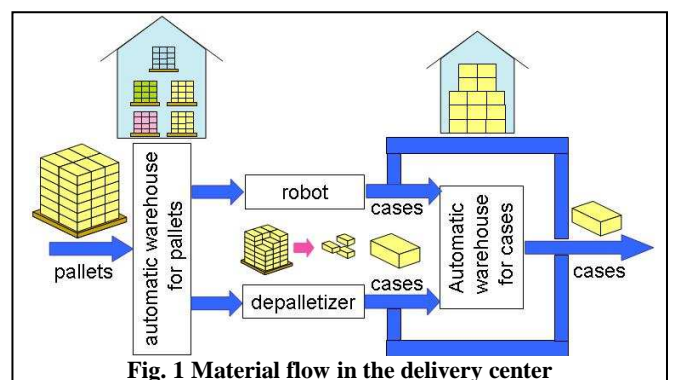 pallets
automatic warehouse
for pallets
robot
cases
depalletizer
cases
Automatic
warehouse
for cases
cases
Fig. 1 Material flow in the delivery center